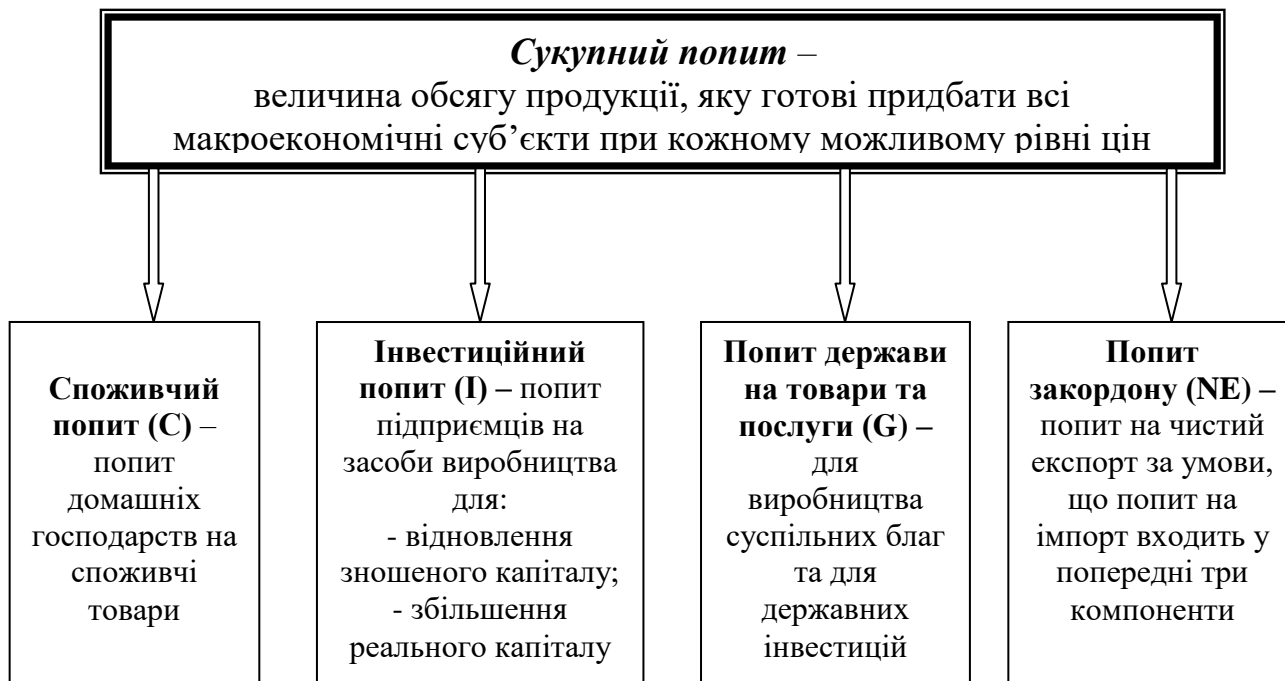 Сукупний попит –
величина обсягу продукції, яку готові придбати всі
макроекономічні суб’єкти при кожному можливому рівні цін
Споживчий
попит (С) –
попит
домашніх
господарств на
споживчі
товари
Інвестиційний
попит (І) – попит
підприємців на
засоби виробництва
для:
- відновлення
зношеного капіталу;
- збільшення
реального капіталу
Попит держави
на товари та
послуги (G) –
для
виробництва
суспільних благ
та для
державних
інвестицій
Попит
закордону (NE) –
попит на чистий
експорт за умови,
що попит на
імпорт входить у
попередні три
компоненти